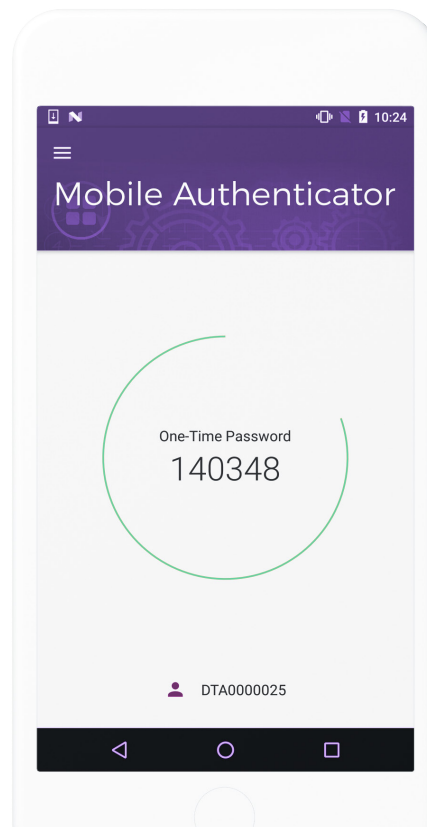 10:24
Mobile Authenticator
One-Time Password
140348
DTA0000025